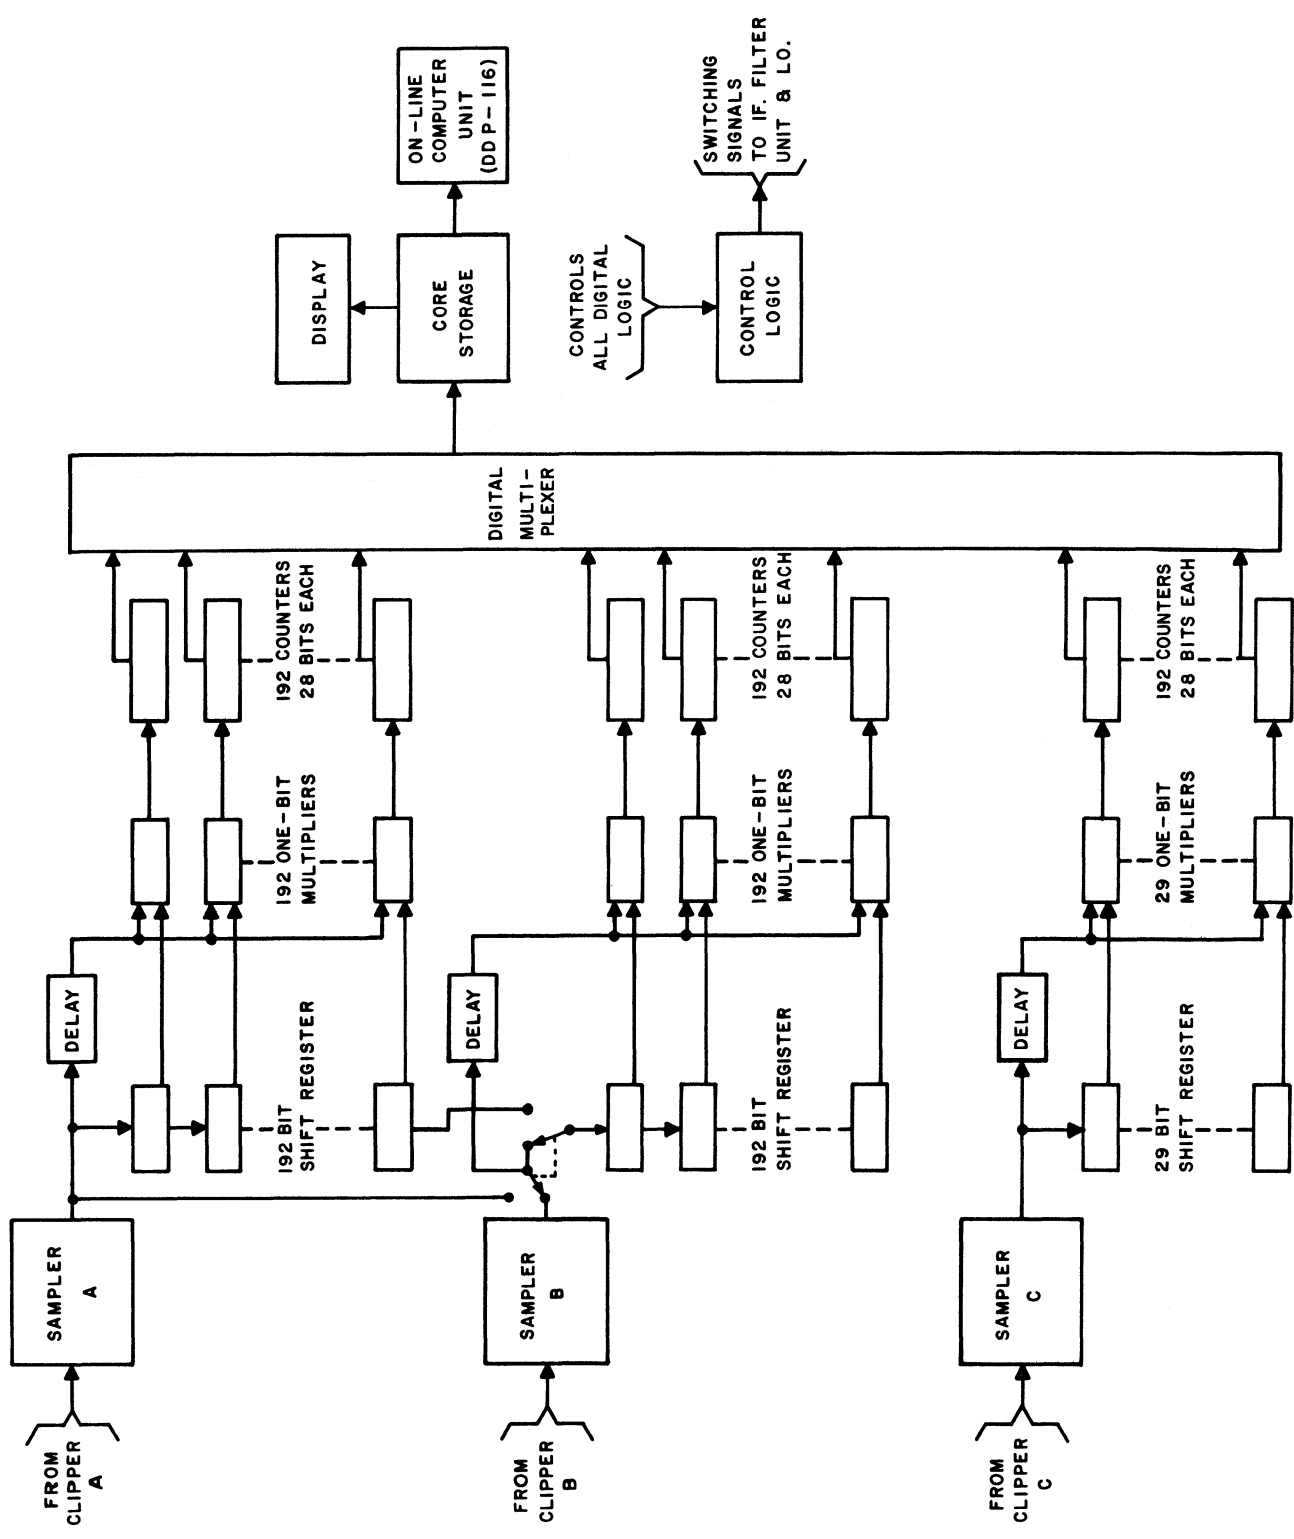 FROM
CLIPPER
A
SAMPLER
A
DELAY
192 BIT
SHIFT REGISTER
192 ONE-BIT
MULTIPLIERS
192 COUNTERS
28 BITS EACH
FROM
CLIPPER
B
SAMPLER
B
DELAY
192 BIT
SHIFT REGISTER
192 ONE-BIT
MULTIPLIERS
192 COUNTERS
28 BITS EACH
FROM
CLIPPER
C
SAMPLER
C
DELAY
29 BIT
SHIFT REGISTER
29 ONE-BIT
MULTIPLIERS
192 COUNTERS
28 BITS EACH
DIGITAL
MULTI-
PLEXER
DISPLAY
CORE
STORAGE
ON-LINE
COMPUTER
UNIT
(DDP-116)
CONTROLS
ALL DIGITAL
LOGIC
CONTROL
LOGIC
SWITCHING
SIGNALS
TO IF. FILTER
UNIT & LO.